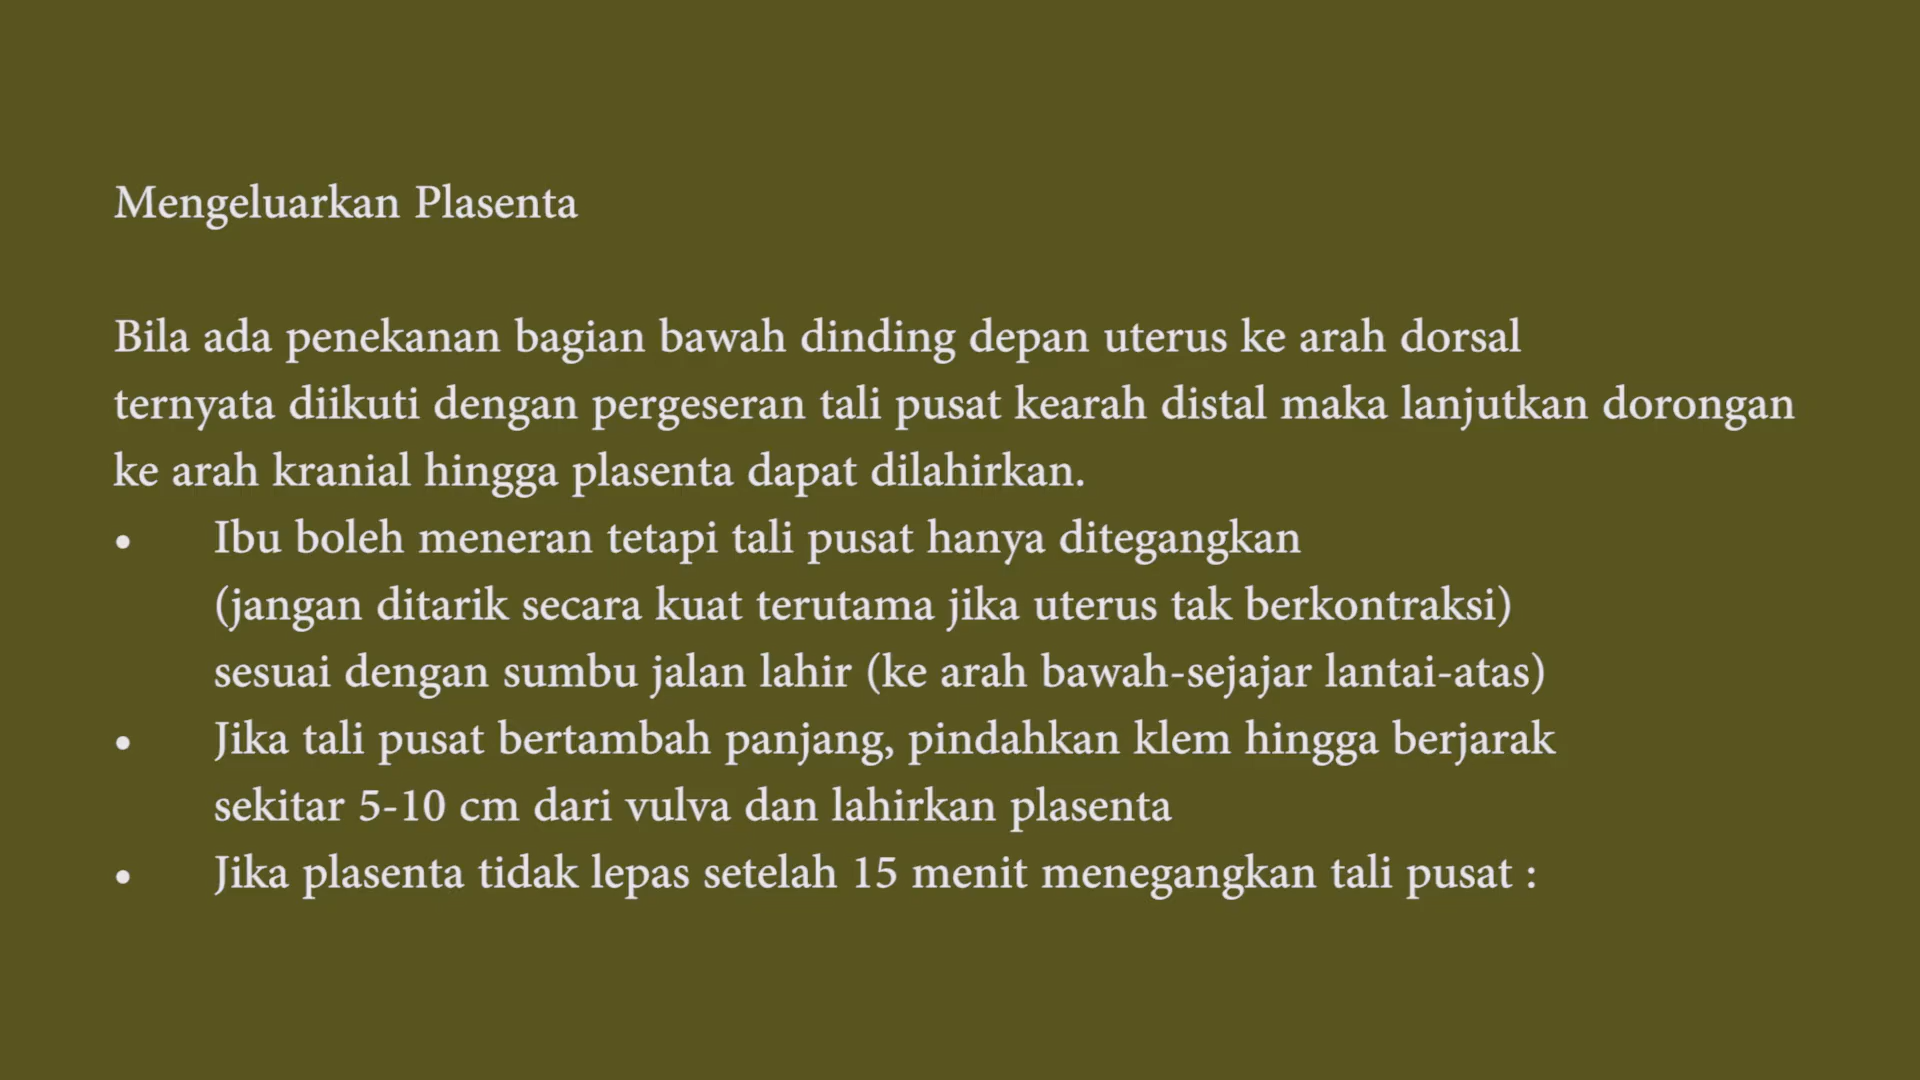 Mengeluarkan Plasenta
Bila ada penekanan bagian bawah dinding depan uterus ke arah dorsal
ternyata diikuti dengan pergeseran tali pusat kearah distal maka lanjutkan dorongan
ke arah kranial hingga plasenta dapat dilahirkan.
• Ibu boleh meneran tetapi tali pusat hanya ditegangkan
(jangan ditarik secara kuat terutama jika uterus tak berkontraksi)
sesuai dengan sumbu jalan lahir (ke arah bawah-sejajar lantai-atas)
• Jika tali pusat bertambah panjang, pindahkan klem hingga berjarak
sekitar 5-10 cm dari vulva dan lahirkan plasenta
• Jika plasenta tidak lepas setelah 15 menit menegangkan tali pusat :